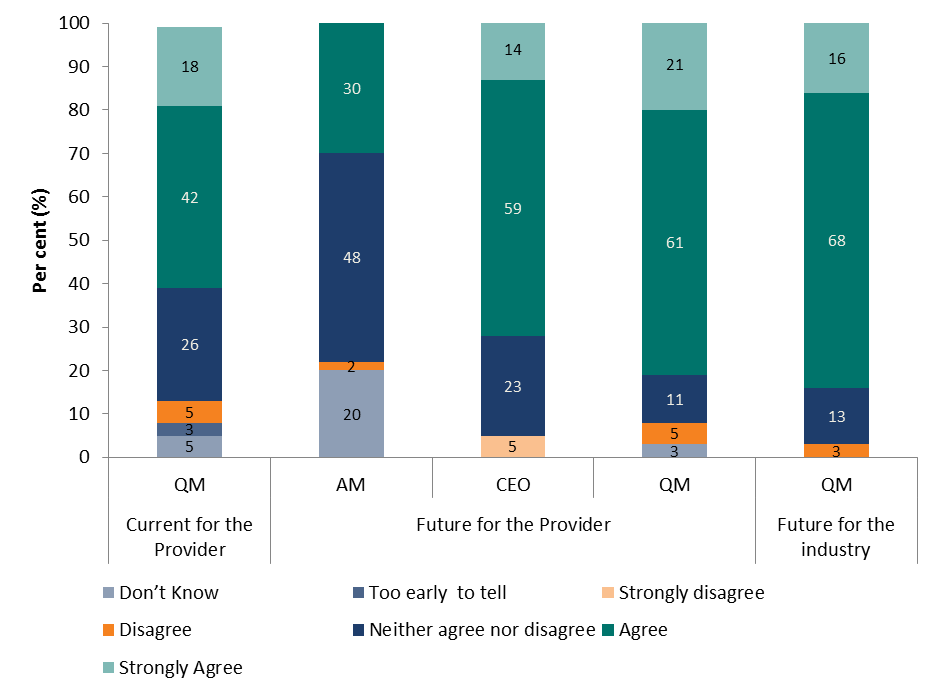 Per cent (%)
100
90
80
70
60
50
40
30
20
10
0
18
42
26
5
3
5
30
48
2
20
14
59
23
5
21
61
11
5
3
16
68
13
3
QM
AM
CEO
QM
QM
Current for the
Provider
Future for the Provider
Future for the
industry
Don’t Know
Too early to tell
Strongly disagree
Disagree
Neither agree nor disagree
Agree
Strongly Agree